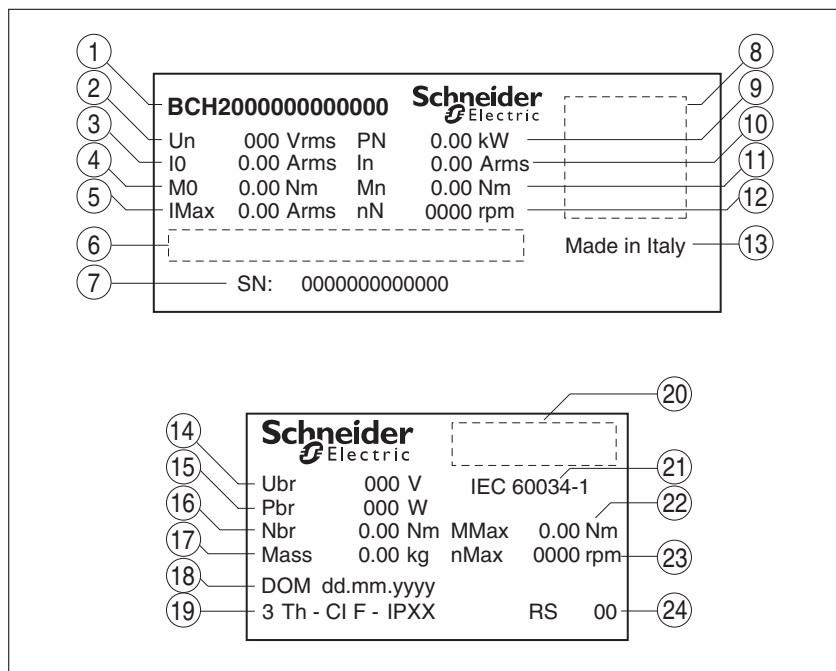 1
2
3
4
5
6
7
8
9
10
11
12
13
BCH2000000000000 Schneider Electric
Un 000 Vrms PN 0.00 kW
I0 0.00 Arms In 0.00 Arms
M0 0.00 Nm Mn 0.00 Nm
IMax 0.00 Arms nN 0000 rpm
Made in Italy
SN: 0000000000000
14
15
16
17
18
19
20
21
22
23
24
Schneider Electric
Ubr 000 V IEC 60034-1
Pbr 000 W
Nbr 0.00 Nm MMax 0.00 Nm
Mass 0.00 kg nMax 0000 rpm
DOM dd.mm.yyyy
3 Th - Cl F - IPXX RS 00